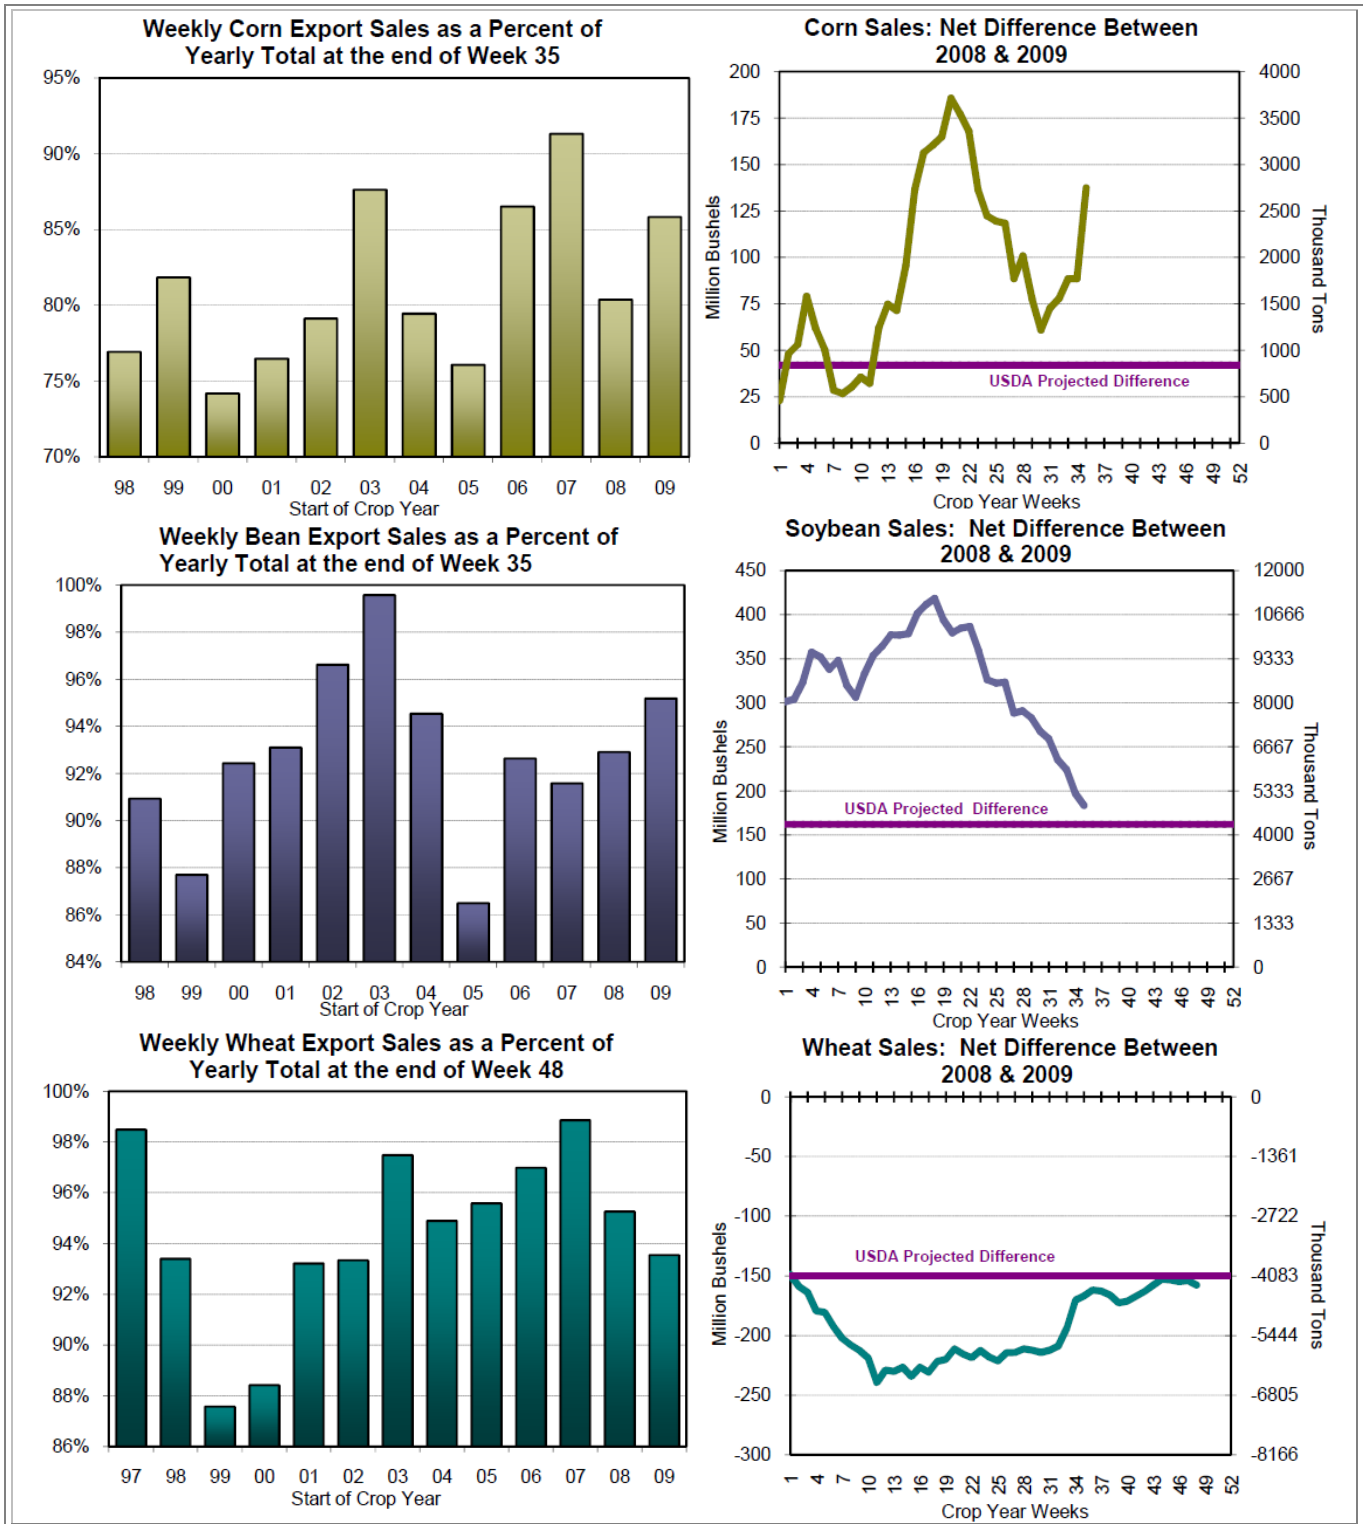 Weekly Corn Export Sales as a Percent of
Yearly Total at the end of Week 35
95%
90%
85%
80%
75%
70%
98 99 00 01 02 03 04 05 06 07 08 09
Start of Crop Year
Corn Sales: Net Difference Between
2008 & 2009
200
175
150
125
100
75
50
25
0
Million Bushels
4000
3500
3000
2500
2000
1500
1000
500
0
Thousand Tons
USDA Projected Difference
1 4 7 10 13 16 19 22 25 28 31 34 37 40 43 46 49 52
Crop Year Weeks
Weekly Bean Export Sales as a Percent of
Yearly Total at the end of Week 35
100%
98%
96%
94%
92%
90%
88%
86%
84%
98 99 00 01 02 03 04 05 06 07 08 09
Start of Crop Year
Soybean Sales: Net Difference Between
2008 & 2009
450
400
350
300
250
200
150
100
50
0
Million Bushels
12000
10666
9333
8000
6667
5333
4000
2667
1333
0
Thousand Tons
USDA Projected Difference
1 4 7 10 13 16 19 22 25 28 31 34 37 40 43 46 49 52
Crop Year Weeks
Weekly Wheat Export Sales as a Percent of
Yearly Total at the end of Week 48
100%
98%
96%
94%
92%
90%
88%
86%
97 98 99 00 01 02 03 04 05 06 07 08 09
Start of Crop Year
Wheat Sales: Net Difference Between
2008 & 2009
0
-50
-100
-150
-200
-250
-300
Million Bushels
0
-1361
-2722
-4083
-5444
-6805
-8166
Thousand Tons
USDA Projected Difference
1 4 7 10 13 16 19 22 25 28 31 34 37 40 43 46 49 52
Crop Year Weeks